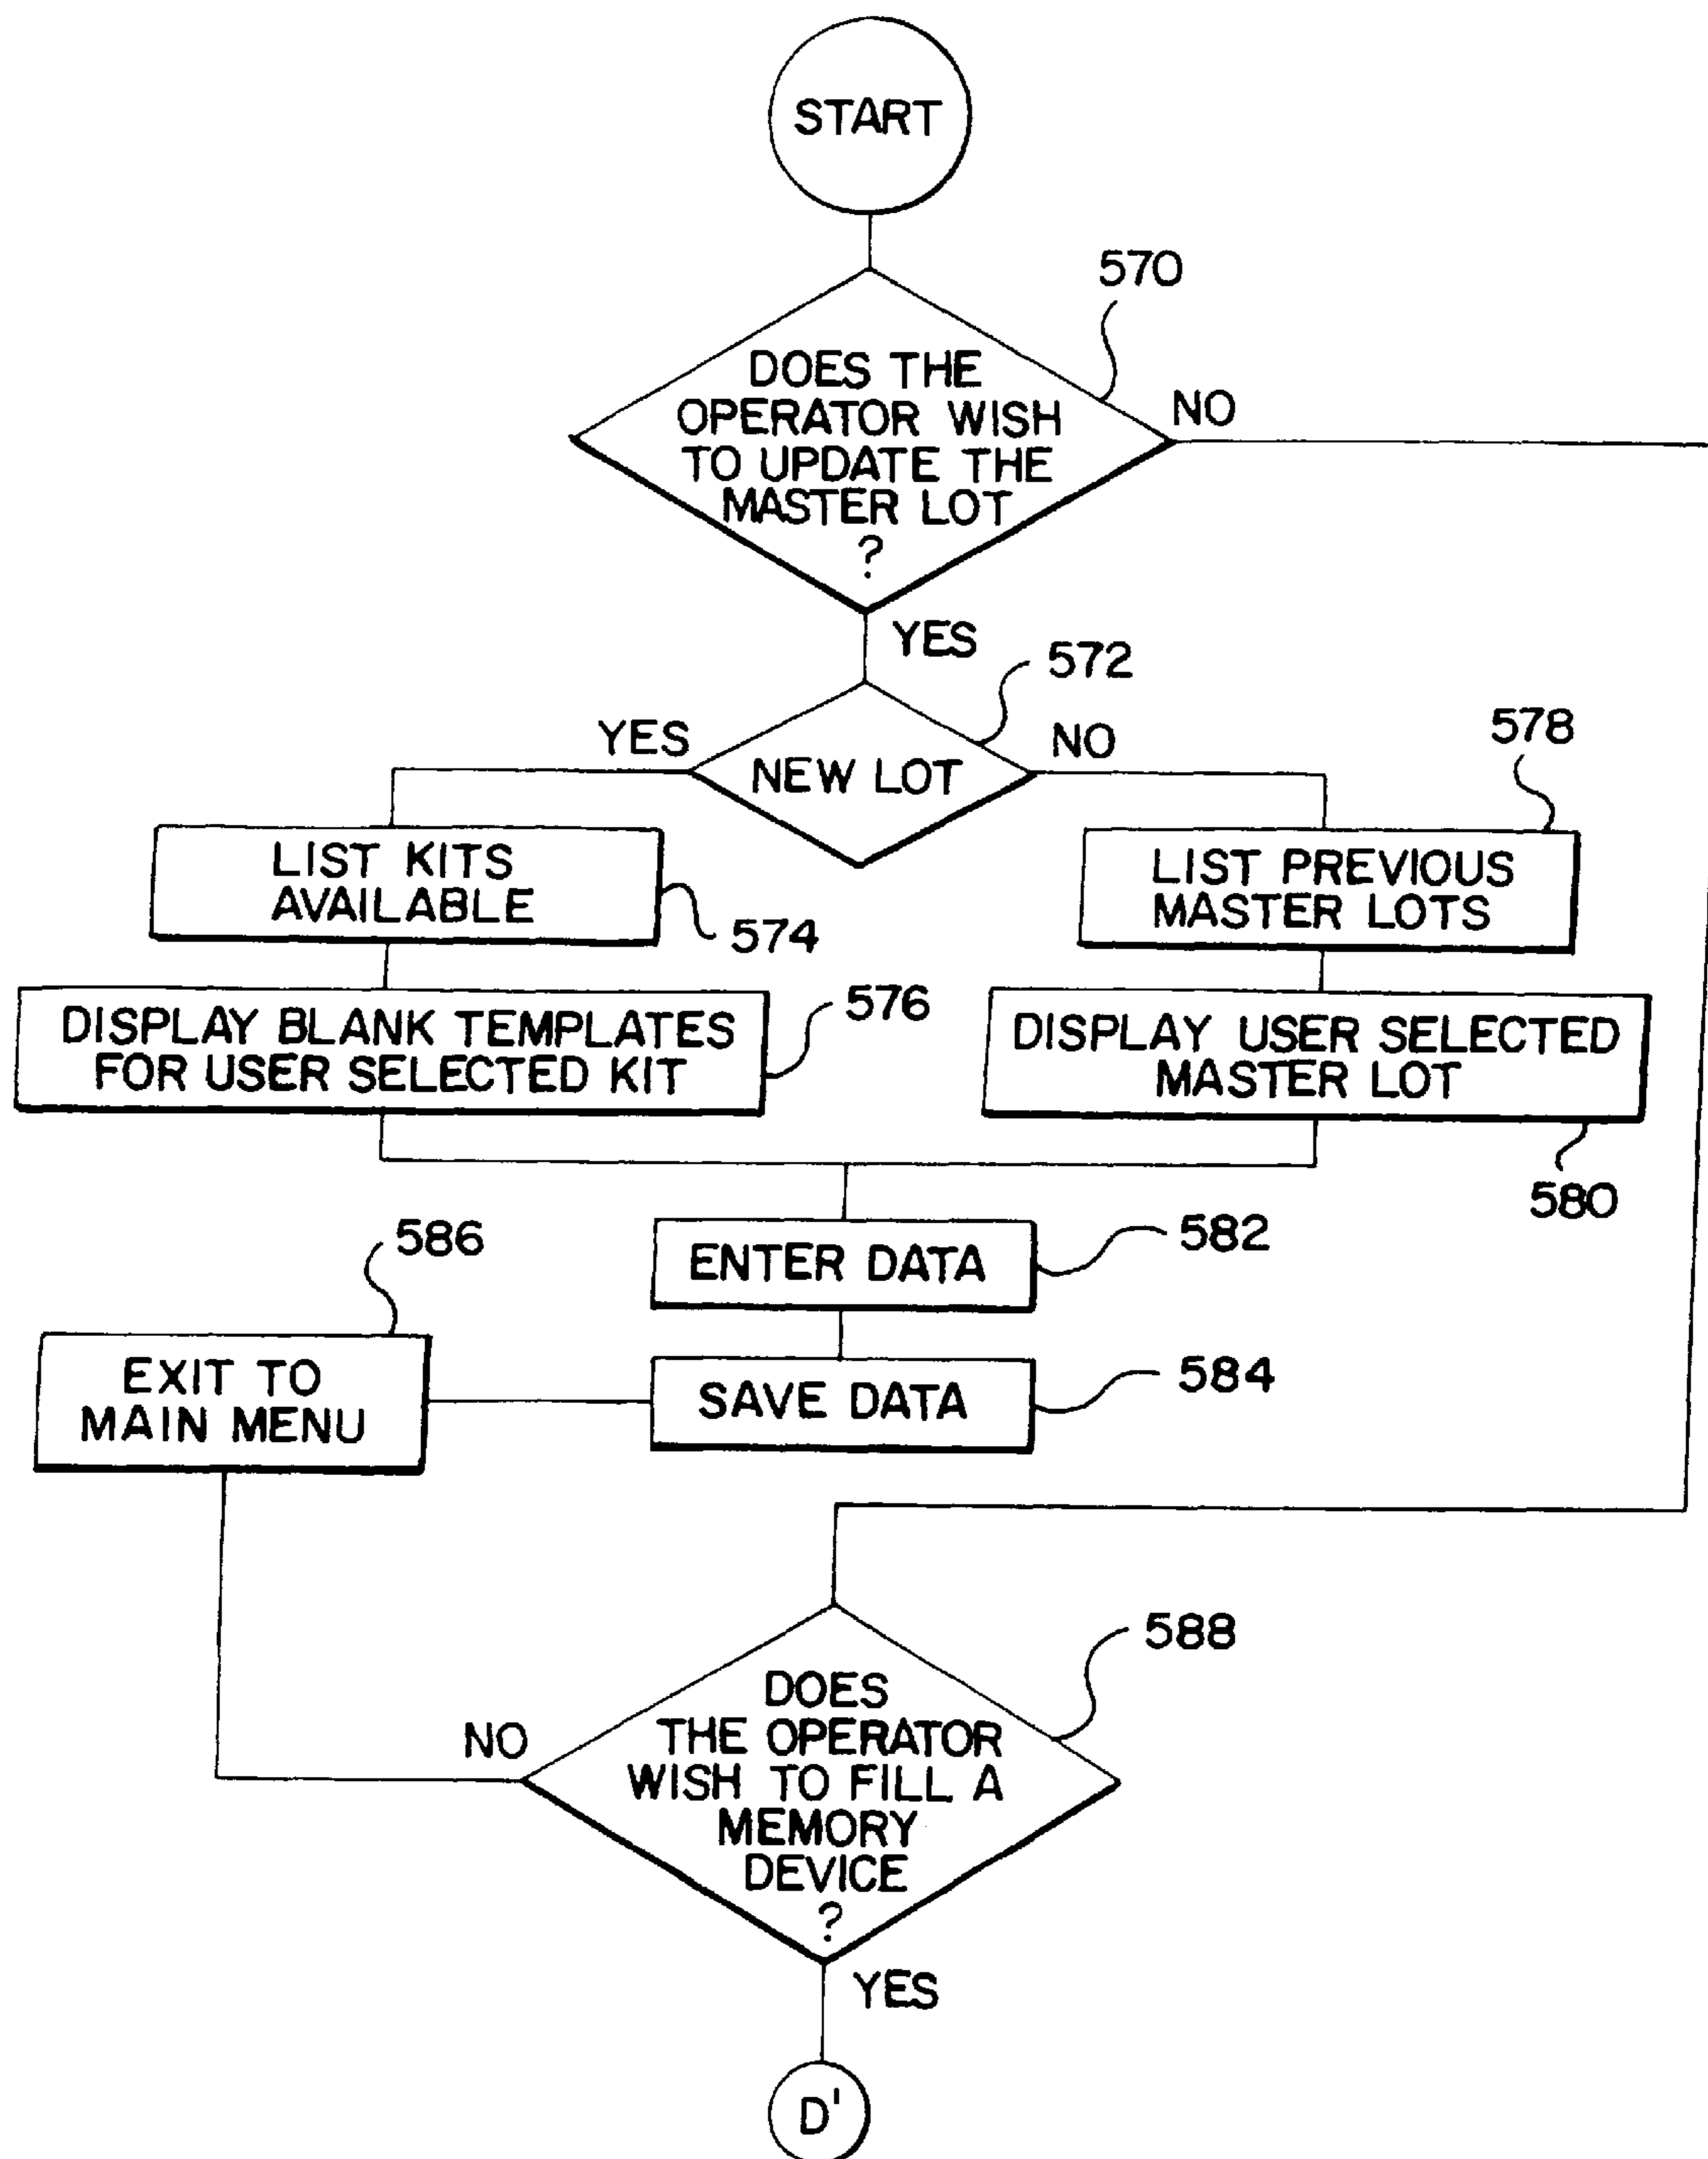 START
570
DOES THE
OPERATOR WISH
TO UPDATE THE
MASTER LOT
?
NO
YES
572
YES
NEW LOT
NO
578
LIST KITS
AVAILABLE
574
LIST PREVIOUS
MASTER LOTS
DISPLAY BLANK TEMPLATES
FOR USER SELECTED KIT
576
DISPLAY USER SELECTED
MASTER LOT
580
586
ENTER DATA
582
EXIT TO
MAIN MENU
SAVE DATA
584
588
DOES
THE OPERATOR
WISH TO FILL A
MEMORY
DEVICE
?
NO
YES
D'